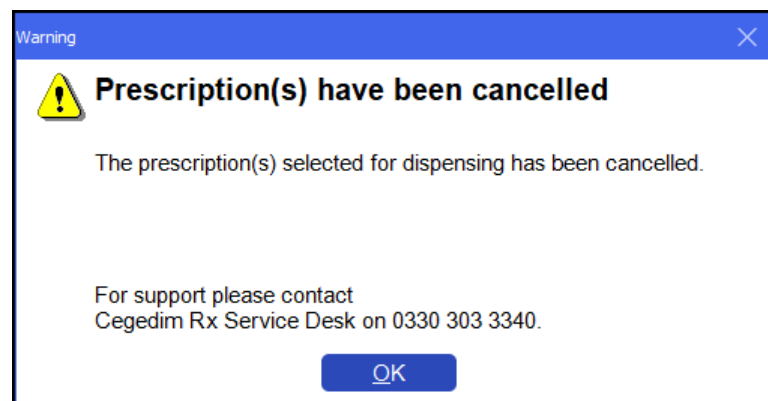 Warning
Prescription(s) have been cancelled
The prescription(s) selected for dispensing has been cancelled.
For support please contact
Cegedim Rx Service Desk on 0330 303 3340.
OK